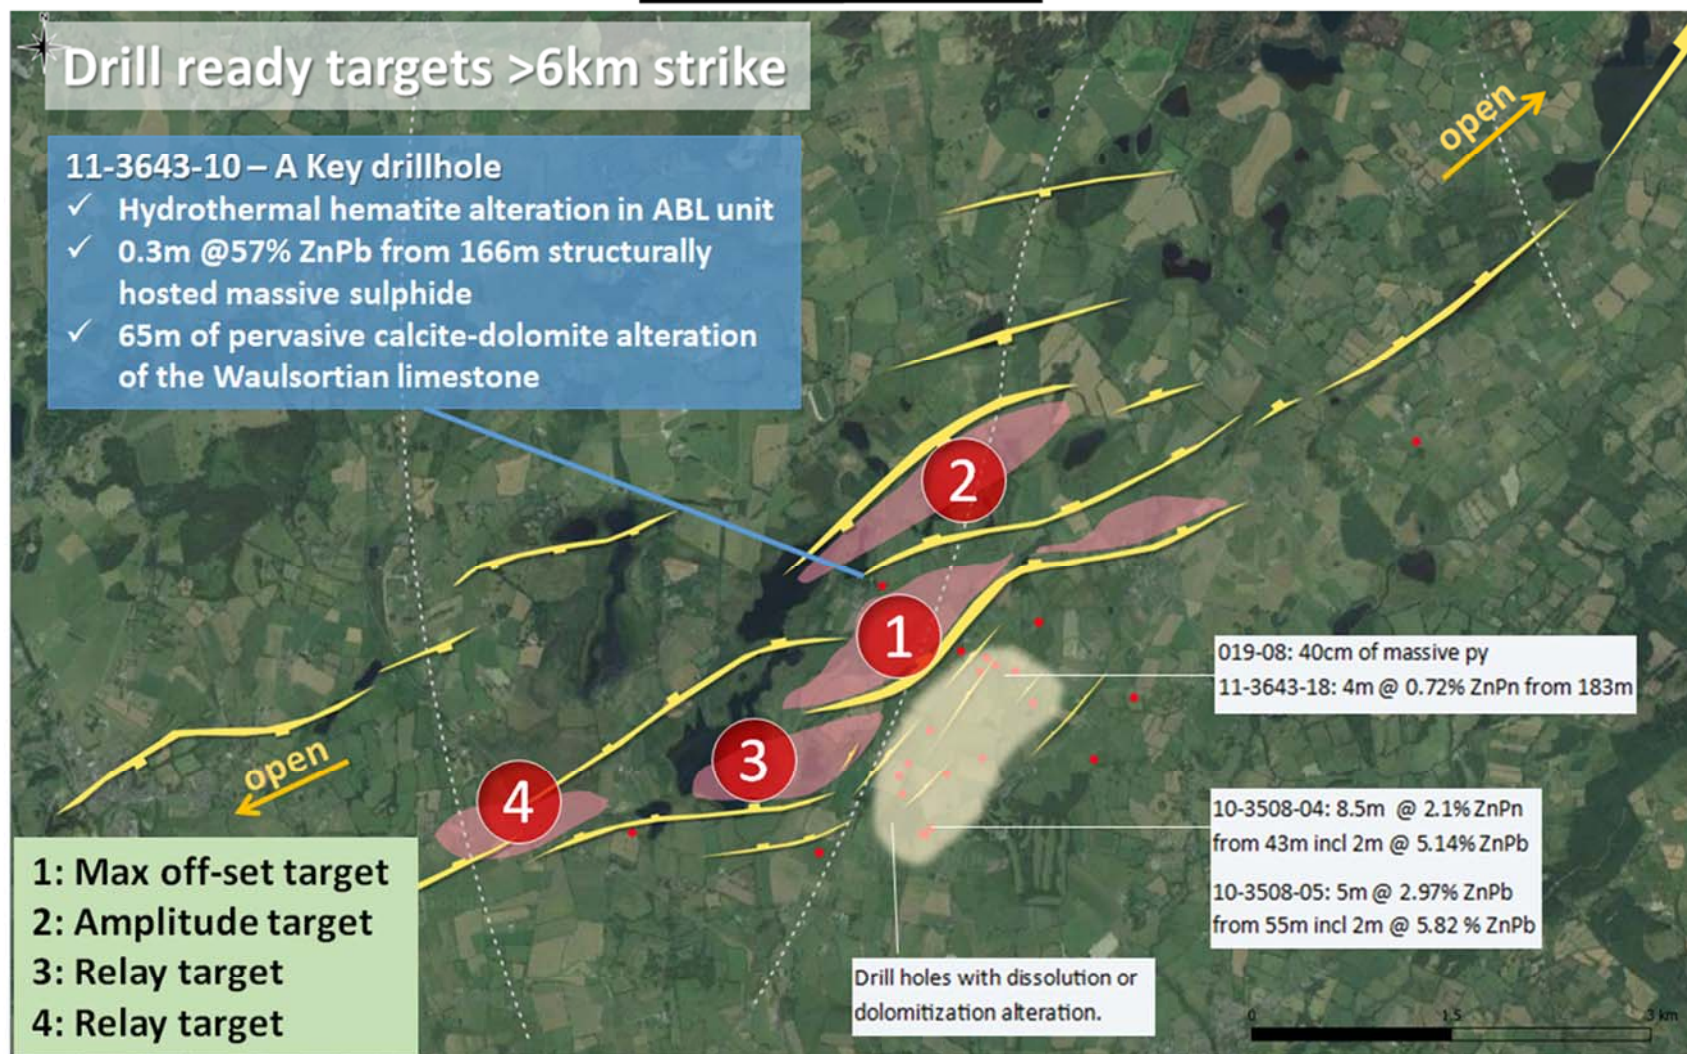 Drill ready targets >6km strike
11-3643-10 – A Key drillhole
✓ Hydrothermal hematite alteration in ABL unit
✓ 0.3m @57% ZnPb from 166m structurally
hosted massive sulphide
✓ 65m of pervasive calcite-dolomite alteration
of the Waulsortian limestone
open
2
1
3
4
open
019-08: 40cm of massive py
11-3643-18: 4m @ 0.72% ZnPn from 183m
10-3508-04: 8.5m @ 2.1% ZnPn
from 43m incl 2m @ 5.14% ZnPb
10-3508-05: 5m @ 2.97% ZnPb
from 55m incl 2m @ 5.82 % ZnPb
1: Max off-set target
2: Amplitude target
3: Relay target
4: Relay target
Drill holes with dissolution or
dolomitization alteration.
0 1.5 3 km